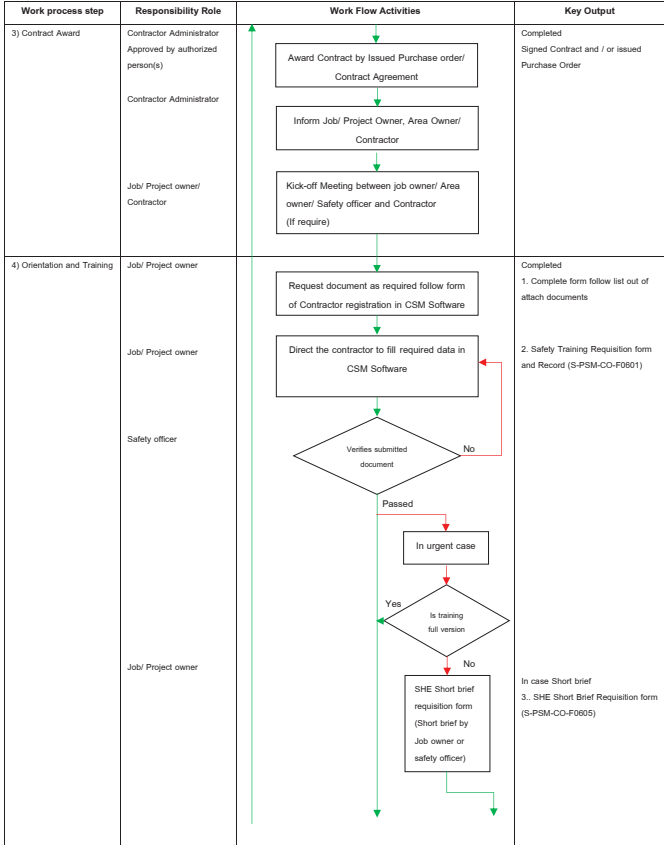 Work process step
Responsibility Role
Work Flow Activities
Key Output
3) Contract Award
Contractor Administrator
Approved by authorized
person(s)
Award Contract by Issued Purchase order/
Contract Agreement
Completed
Signed Contract and / or issued
Purchase Order
Contractor Administrator
Inform Job/ Project Owner, Area Owner/
Contractor
Job/ Project owner/
Contractor
Kick-off Meeting between job owner/ Area
owner/ Safety officer and Contractor
(If require)
4) Orientation and Training
Job/ Project owner
Request document as required follow form
of Contractor registration in CSM Software
Completed
1. Complete form follow list out of
attach documents
Job/ Project owner
Direct the contractor to fill required data in
CSM Software
2. Safety Training Requisition form
and Record (S-PSM-CO-F0601)
Safety officer
Verifies submitted
document
No
Passed
In urgent case
Yes
Is training
full version
No
Job/ Project owner
SHE Short brief
requisition form
(Short brief by
Job owner or
safety officer)
In case Short brief
3.. SHE Short Brief Requisition form
(S-PSM-CO-F0605)